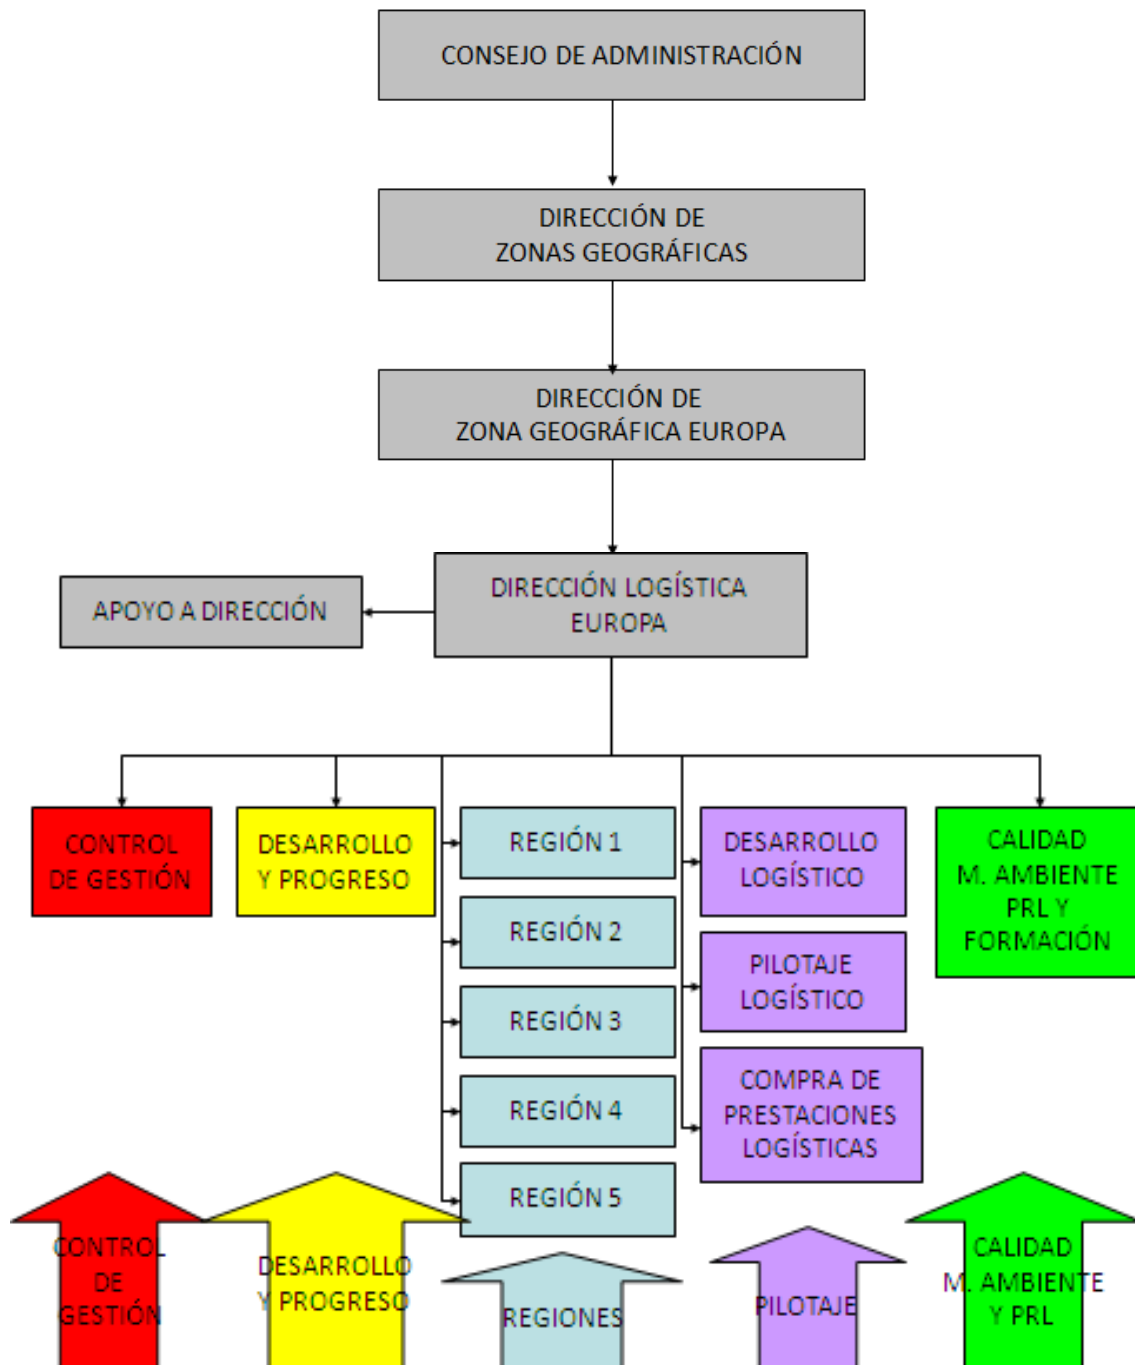 CONSEJO DE ADMINISTRACIÓN
DIRECCIÓN DE
ZONAS GEOGRÁFICAS
DIRECCIÓN DE
ZONA GEOGRÁFICA EUROPA
DIRECCIÓN LOGÍSTICA
EUROPA
APOYO A DIRECCIÓN
CONTROL
DE GESTIÓN
DESARROLLO
Y PROGRESO
REGIÓN 1
REGIÓN 2
REGIÓN 3
REGIÓN 4
REGIÓN 5
DESARROLLO
LOGÍSTICO
PILOTAJE
LOGÍSTICO
COMPRA DE
PRESTACIONES
LOGÍSTICAS
CALIDAD
M. AMBIENTE
PRL Y
FORMACIÓN
CONTROL
DE
GESTIÓN
DESARROLLO
Y PROGRESO
REGIONES
PILOTAJE
CALIDAD
M. AMBIENTE
Y PRL